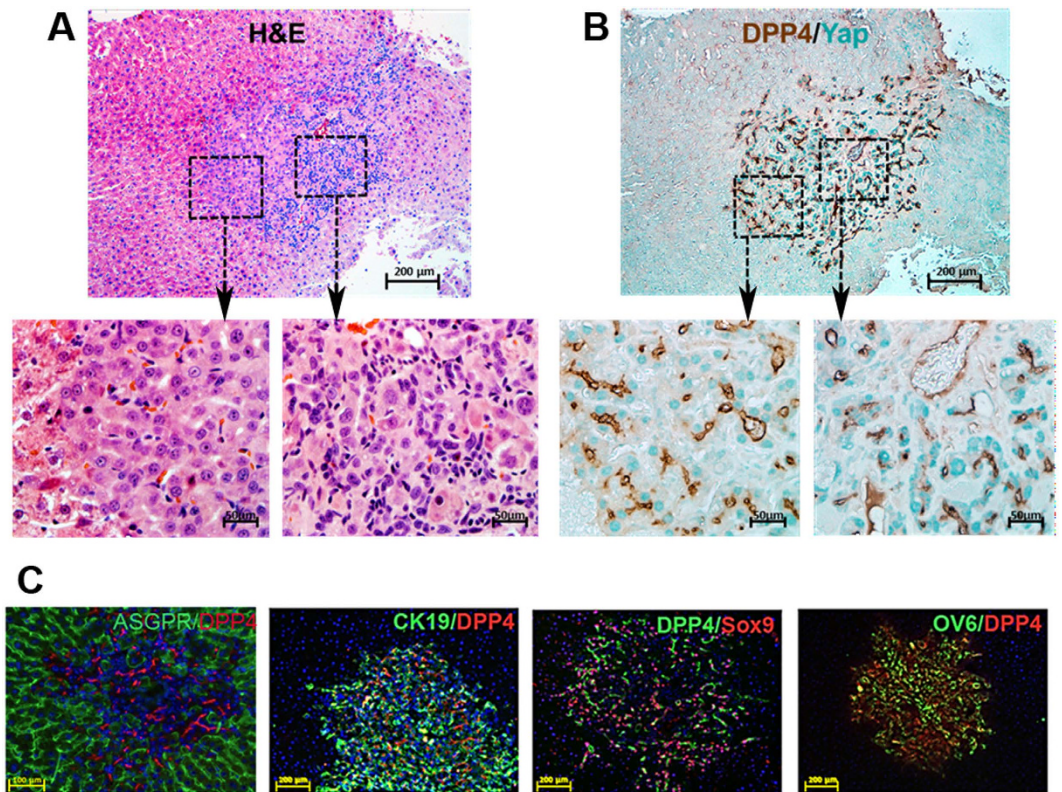 A
H&E
200 µm
50µm
50µm
B
DPP4/Yap
200 µm
50µm
50µm
C
ASGPR/DPP4
100 µm
CK19/DPP4
200 µm
DPP4/Sox9
200 µm
OV6/DPP4
200 µm